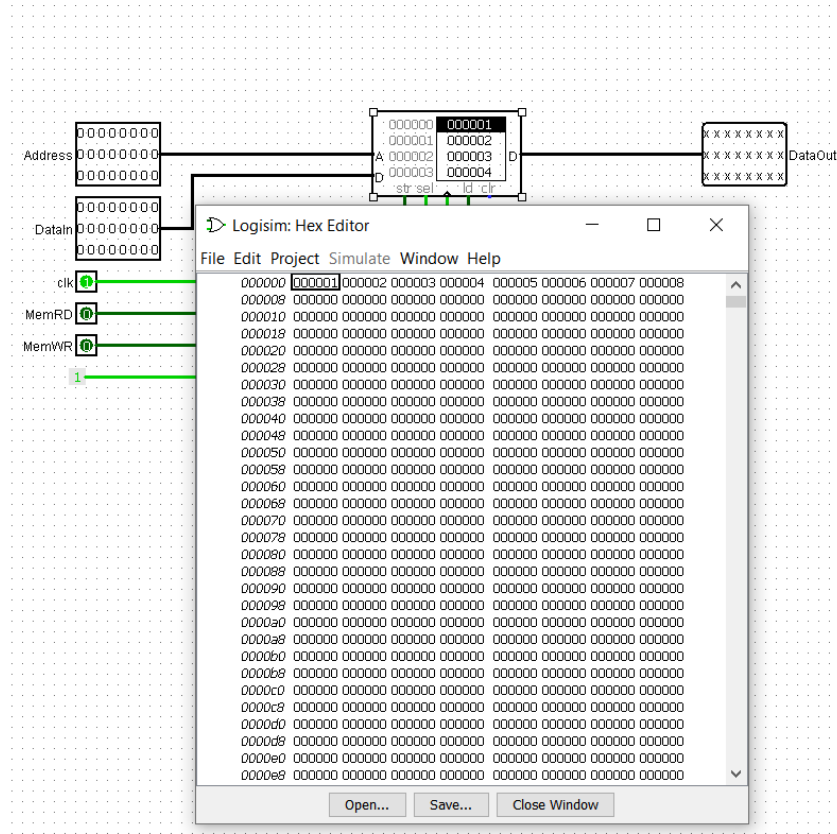 000000 000001
000001 000002
Address A 000002 000003 D DataOut
D 000003 000004
str sel ld clr
00000000
00000000
00000000
xxxxxxxx
xxxxxxxx
xxxxxxxx
00000000
DataIn 00000000
00000000
clk 1
MemRD 0
MemWR 0
1
Logisim: Hex Editor
File Edit Project Simulate Window Help
000000 000001 000002 000003 000004 000005 000006 000007 000008
000008 000000 000000 000000 000000 000000 000000 000000 000000
000010 000000 000000 000000 000000 000000 000000 000000 000000
000018 000000 000000 000000 000000 000000 000000 000000 000000
000020 000000 000000 000000 000000 000000 000000 000000 000000
000028 000000 000000 000000 000000 000000 000000 000000 000000
000030 000000 000000 000000 000000 000000 000000 000000 000000
000038 000000 000000 000000 000000 000000 000000 000000 000000
000040 000000 000000 000000 000000 000000 000000 000000 000000
000048 000000 000000 000000 000000 000000 000000 000000 000000
000050 000000 000000 000000 000000 000000 000000 000000 000000
000058 000000 000000 000000 000000 000000 000000 000000 000000
000060 000000 000000 000000 000000 000000 000000 000000 000000
000068 000000 000000 000000 000000 000000 000000 000000 000000
000070 000000 000000 000000 000000 000000 000000 000000 000000
000078 000000 000000 000000 000000 000000 000000 000000 000000
000080 000000 000000 000000 000000 000000 000000 000000 000000
000088 000000 000000 000000 000000 000000 000000 000000 000000
000090 000000 000000 000000 000000 000000 000000 000000 000000
000098 000000 000000 000000 000000 000000 000000 000000 000000
0000a0 000000 000000 000000 000000 000000 000000 000000 000000
0000a8 000000 000000 000000 000000 000000 000000 000000 000000
0000b0 000000 000000 000000 000000 000000 000000 000000 000000
0000b8 000000 000000 000000 000000 000000 000000 000000 000000
0000c0 000000 000000 000000 000000 000000 000000 000000 000000
0000c8 000000 000000 000000 000000 000000 000000 000000 000000
0000d0 000000 000000 000000 000000 000000 000000 000000 000000
0000d8 000000 000000 000000 000000 000000 000000 000000 000000
0000e0 000000 000000 000000 000000 000000 000000 000000 000000
0000e8 000000 000000 000000 000000 000000 000000 000000 000000
Open... Save... Close Window